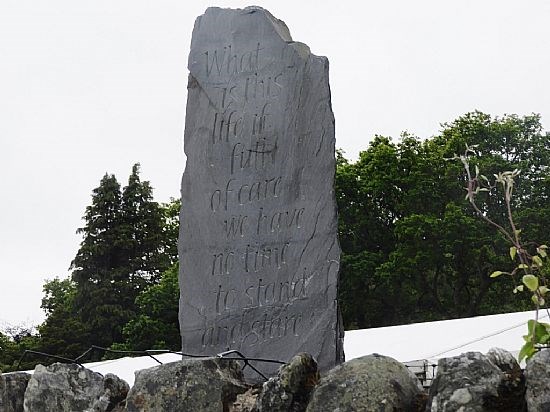 What
is this
life if
full
of care
we have
no time
to stand
and stare